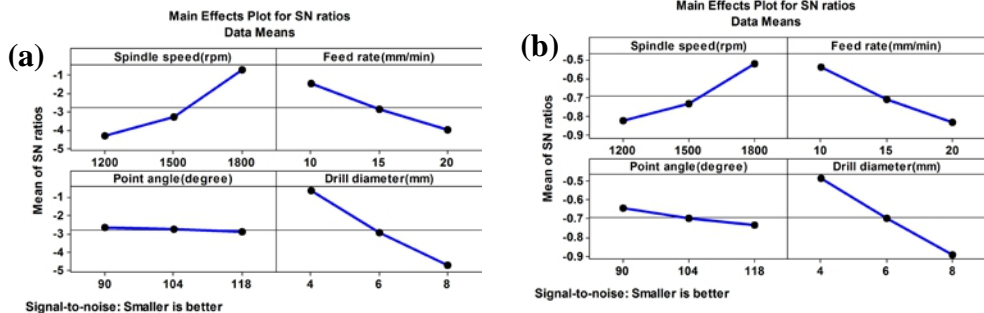 (a)
Main Effects Plot for SN ratios
Data Means
Spindle speed(rpm) Feed rate(mm/min)
-1
-2
-3
-4
-5
1200 1500 1800 10 15 20
Point angle(degree) Drill diameter(mm)
-1
-2
-3
-4
-5
90 104 118 4 6 8
Mean of SN ratios
Signal-to-noise: Smaller is better
(b)
Main Effects Plot for SN ratios
Data Means
Spindle speed(rpm) Feed rate(mm/min)
-0.5
-0.6
-0.7
-0.8
-0.9
1200 1500 1800 10 15 20
Point angle(degree) Drill diameter(mm)
-0.5
-0.6
-0.7
-0.8
-0.9
90 104 118 4 6 8
Mean of SN ratios
Signal-to-noise: Smaller is better